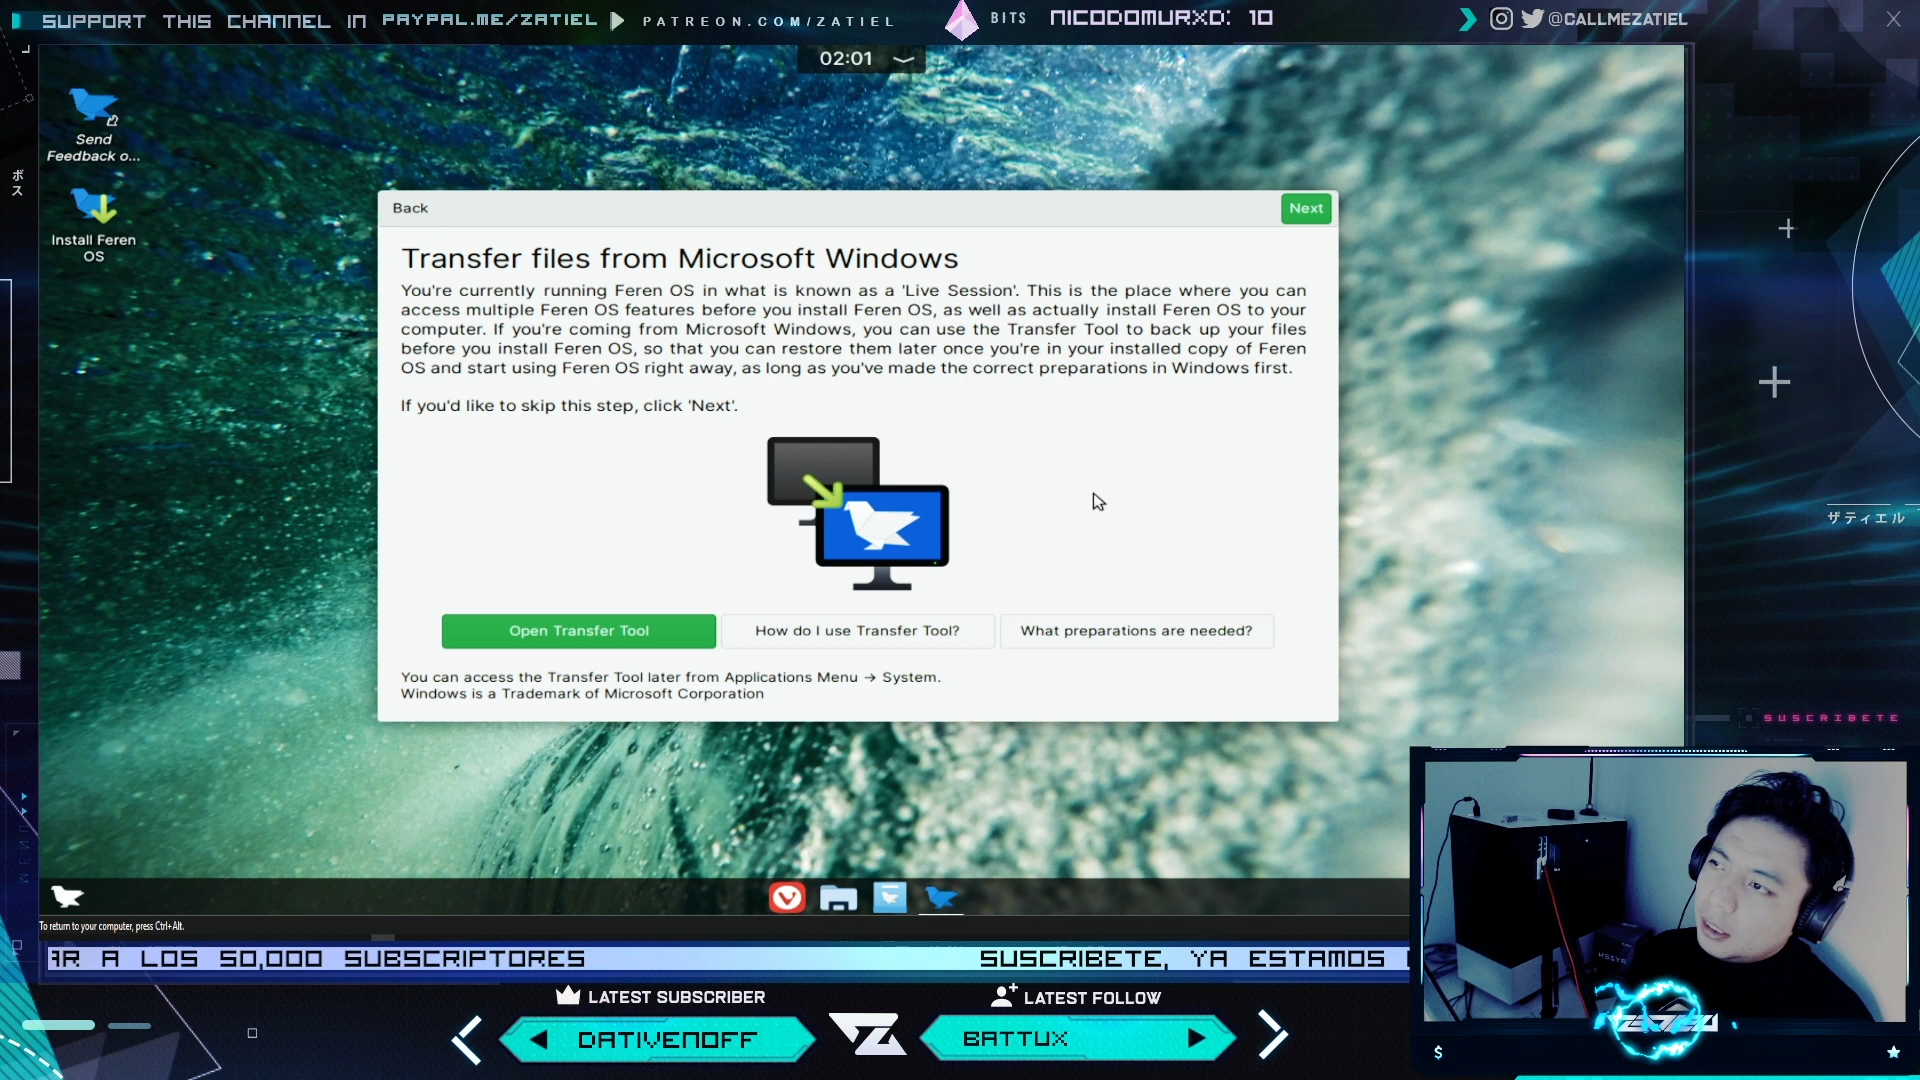 SUPPORT THIS CHANNEL IN PAYPAL.ME/ZATIEL PATREON.COM/ZATIEL
BITS NICODOMURXD: 10
@CALLMEZATIEL
02:01
Send
Feedback o...
ボス
Install Feren
OS
Back
Next
Transfer files from Microsoft Windows
You're currently running Feren OS in what is known as a 'Live Session'. This is the place where you can
access multiple Feren OS features before you install Feren OS, as well as actually install Feren OS to your
computer. If you're coming from Microsoft Windows, you can use the Transfer Tool to back up your files
before you install Feren OS, so that you can restore them later once you're in your installed copy of Feren
OS and start using Feren OS right away, as long as you've made the correct preparations in Windows first.
If you'd like to skip this step, click 'Next'.
Open Transfer Tool
How do I use Transfer Tool?
What preparations are needed?
You can access the Transfer Tool later from Applications Menu → System.
Windows is a Trademark of Microsoft Corporation
ザティエル
SUSCRIBETE
MENU
To return to your computer, press Ctrl+Alt.
AR A LOS 50,000 SUBSCRIPTORES
SUSCRIBETE, YA ESTAMOS
LATEST SUBSCRIBER
DATIVENOFF
LATEST FOLLOW
BATTUX
RYZEN
$